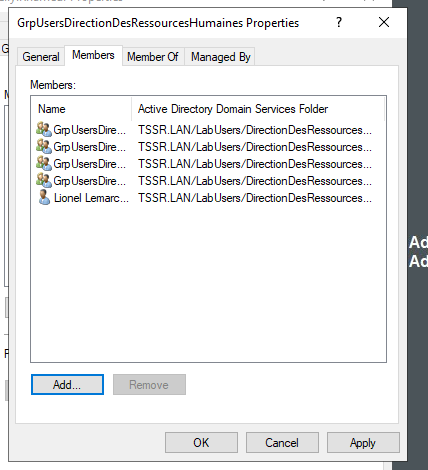 GrpUsersDirectionDesRessourcesHumaines Properties ? ×
General Members Member Of Managed By
Members:
Name Active Directory Domain Services Folder
GrpUsersDire... TSSR.LAN/LabUsers/DirectionDesRessources...
GrpUsersDire... TSSR.LAN/LabUsers/DirectionDesRessources...
GrpUsersDire... TSSR.LAN/LabUsers/DirectionDesRessources...
GrpUsersDire... TSSR.LAN/LabUsers/DirectionDesRessources...
Lionel Lemarc... TSSR.LAN/LabUsers/DirectionDesRessources...
Ad
Ad
Add... Remove
OK Cancel Apply